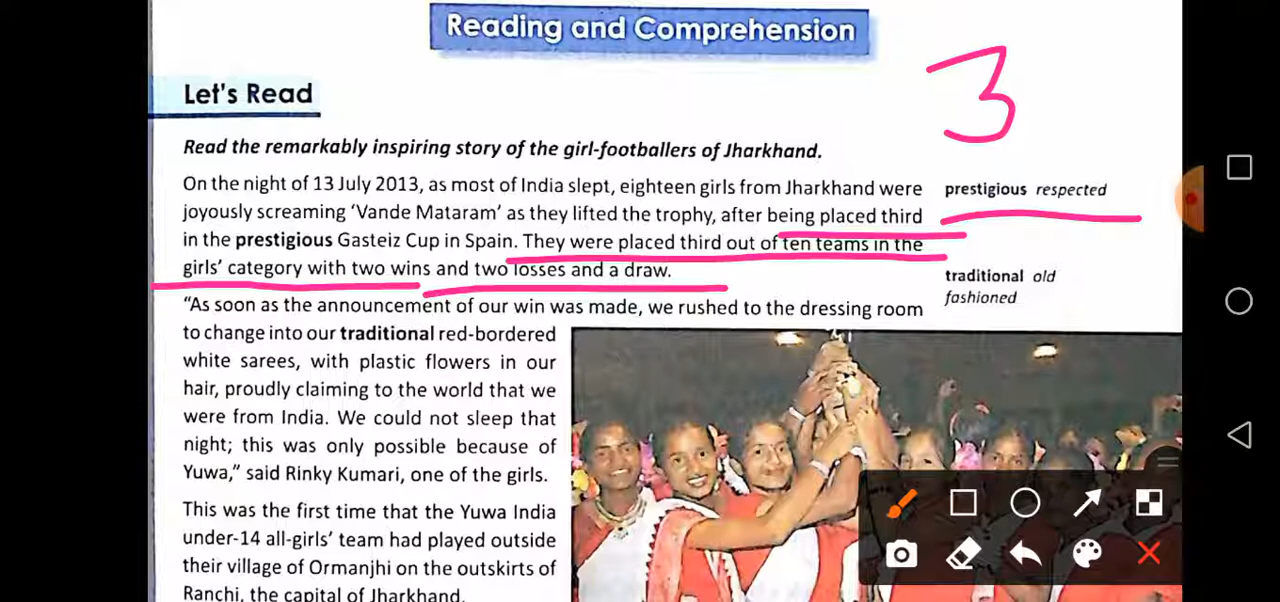 Reading and Comprehension
3
Let's Read
Read the remarkably inspiring story of the girl-footballers of Jharkhand.
On the night of 13 July 2013, as most of India slept, eighteen girls from Jharkhand were
joyously screaming ‘Vande Mataram’ as they lifted the trophy, after being placed third
in the prestigious Gasteiz Cup in Spain. They were placed third out of ten teams in the
girls’ category with two wins and two losses and a draw.
prestigious respected
traditional old
fashioned
“As soon as the announcement of our win was made, we rushed to the dressing room
to change into our traditional red-bordered
white sarees, with plastic flowers in our
hair, proudly claiming to the world that we
were from India. We could not sleep that
night; this was only possible because of
Yuwa,” said Rinky Kumari, one of the girls.
This was the first time that the Yuwa India
under-14 all-girls’ team had played outside
their village of Ormanjhi on the outskirts of
Ranchi, the capital of Jharkhand.